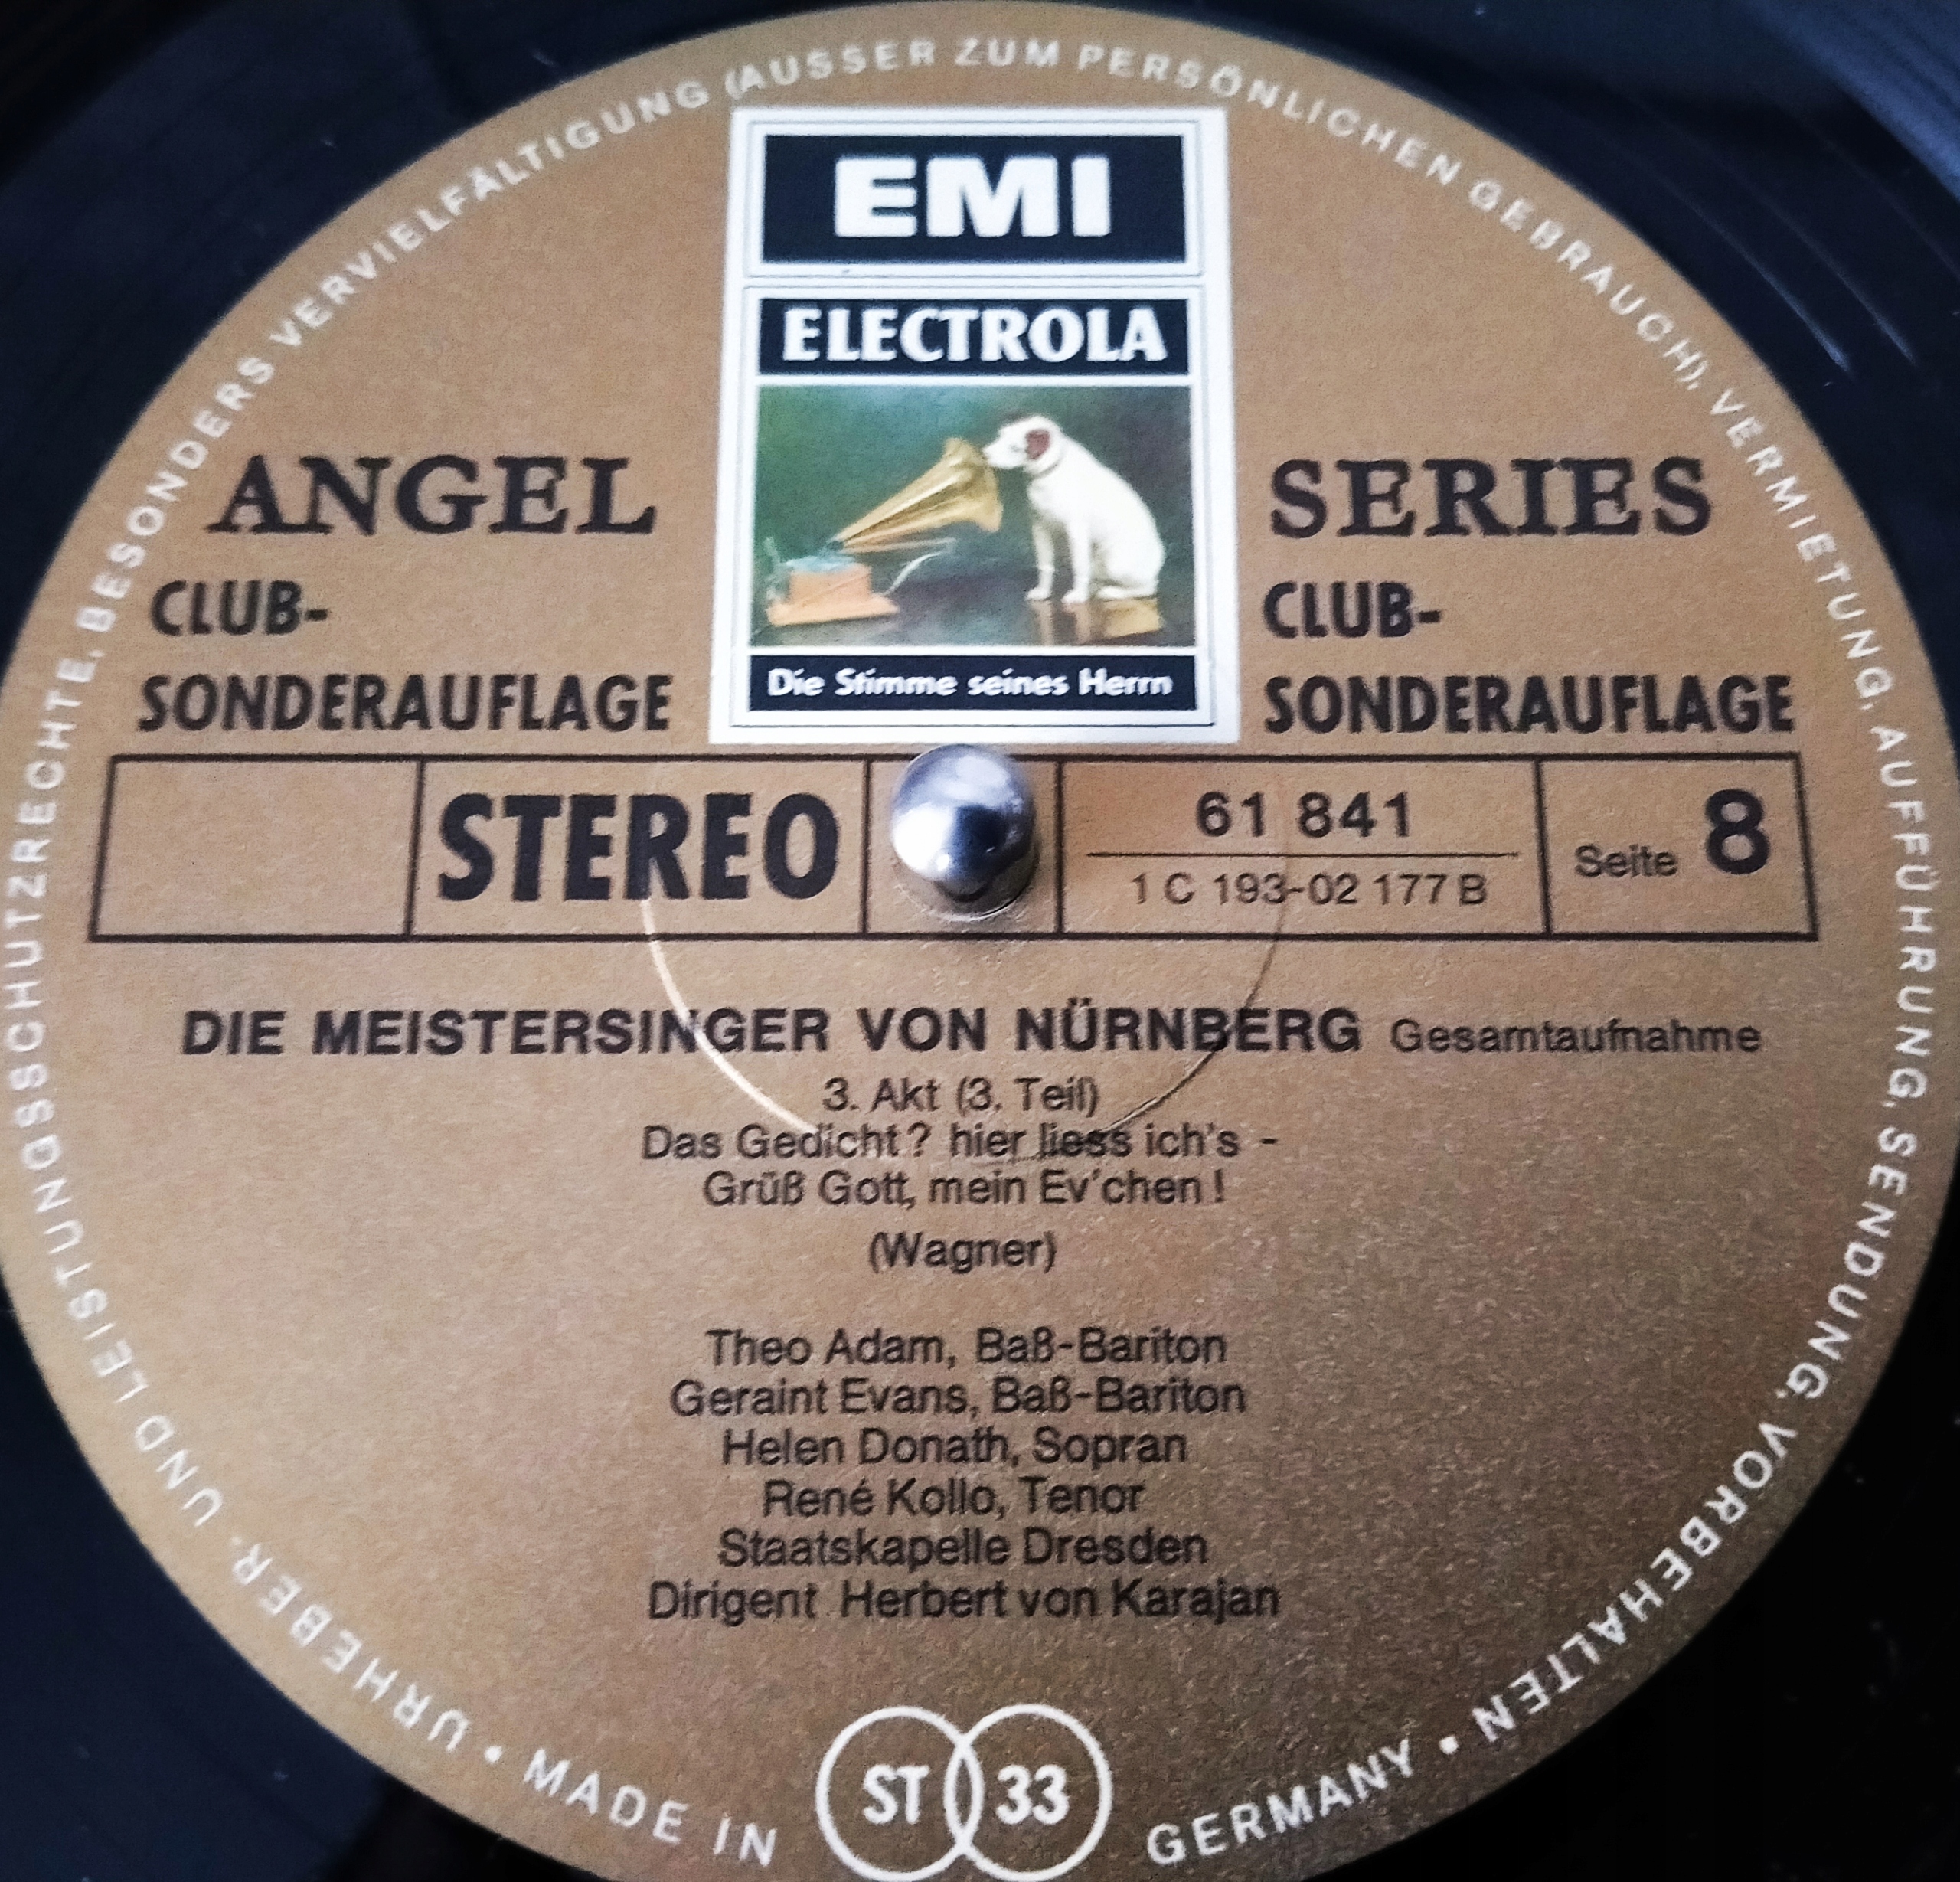 URHEBER- UND LEISTUNGSSCHUTZRECHTE, BESONDERS VERVIELFÄLTIGUNG (AUSSER ZUM PERSÖNLICHEN GEBRAUCH), VERMIETUNG, AUFFÜHRUNG, SENDUNG, VORBEHALTEN •
EMI
ELECTROLA
ANGEL SERIES
CLUB- CLUB-
SONDERAUFLAGE SONDERAUFLAGE
Die Stimme seines Herrn
STEREO
61 841
1 C 193-02 177 B
Seite 8
DIE MEISTERSINGER VON NÜRNBERG Gesamtaufnahme
3. Akt (3. Teil)
Das Gedicht? hier liess ich's -
Grüß Gott, mein Ev'chen!
(Wagner)
Theo Adam, Baß-Bariton
Geraint Evans, Baß-Bariton
Helen Donath, Sopran
René Kollo, Tenor
Staatskapelle Dresden
Dirigent Herbert von Karajan
ST 33
• MADE IN GERMANY